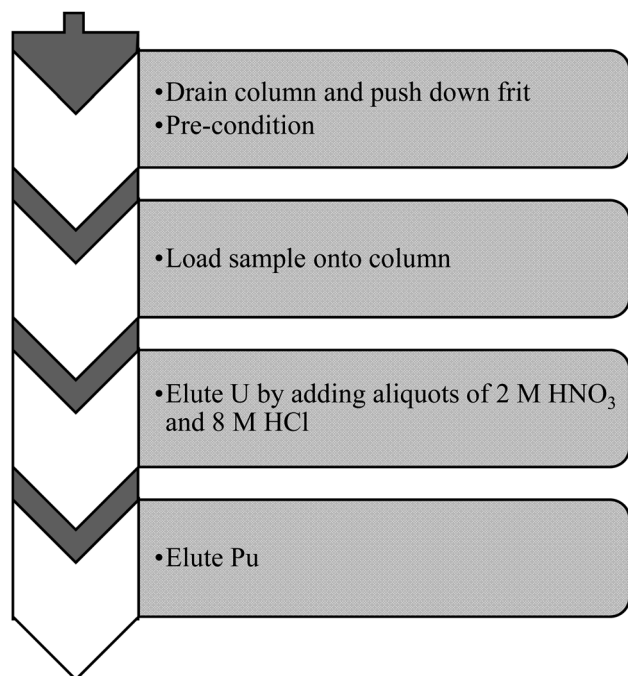 •Drain column and push down frit
•Pre-condition
•Load sample onto column
•Elute U by adding aliquots of 2 M HNO₃
and 8 M HCl
•Elute Pu